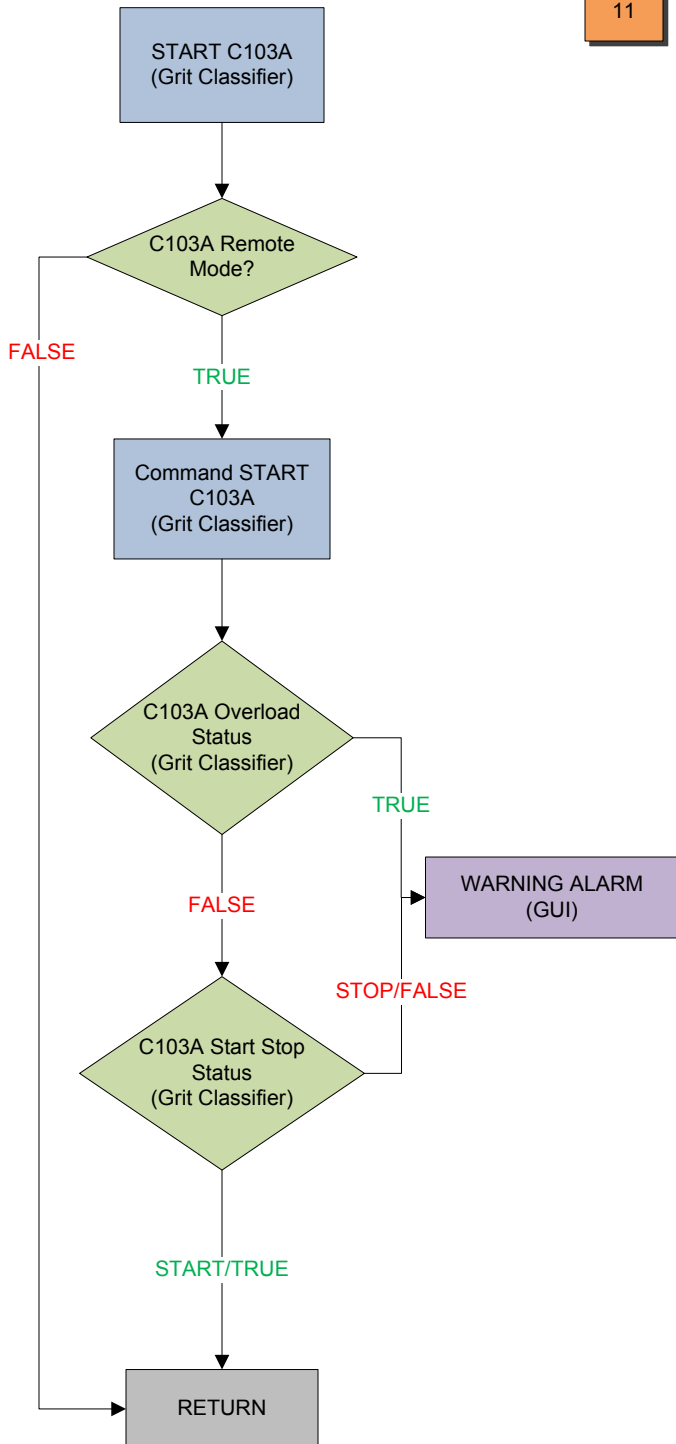 11
START C103A
(Grit Classifier)
C103A Remote
Mode?
FALSE
TRUE
Command START
C103A
(Grit Classifier)
C103A Overload
Status
(Grit Classifier)
TRUE
WARNING ALARM
(GUI)
FALSE
STOP/FALSE
C103A Start Stop
Status
(Grit Classifier)
START/TRUE
RETURN